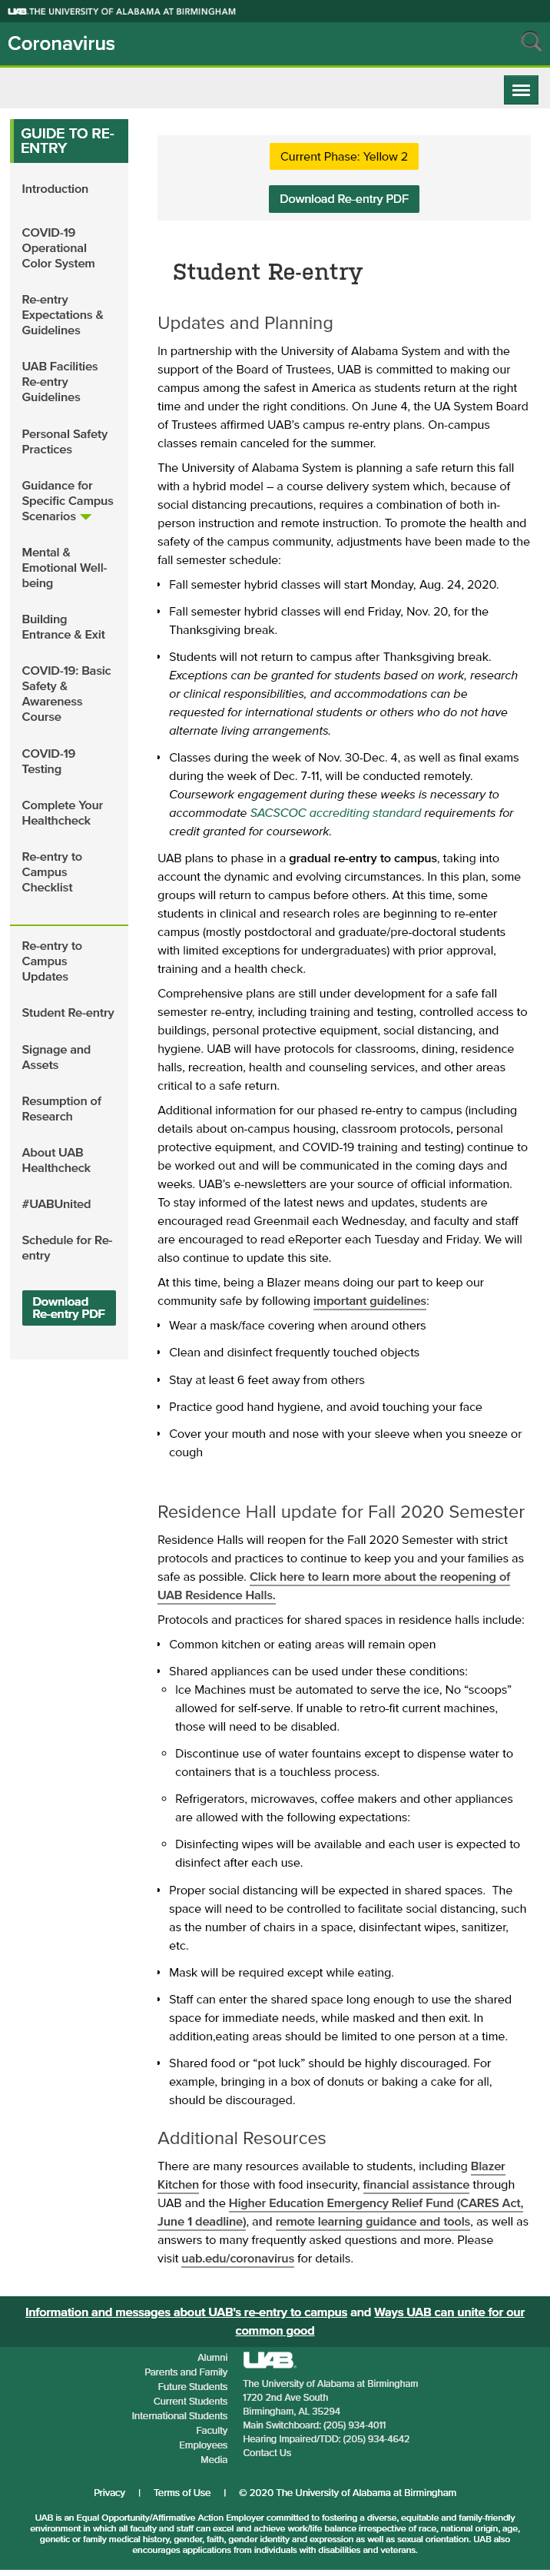 UAB THE UNIVERSITY OF ALABAMA AT BIRMINGHAM
Coronavirus
GUIDE TO RE-
ENTRY
Introduction
COVID-19
Operational
Color System
Re-entry
Expectations &
Guidelines
UAB Facilities
Re-entry
Guidelines
Personal Safety
Practices
Guidance for
Specific Campus
Scenarios
Mental &
Emotional Well-
being
Building
Entrance & Exit
COVID-19: Basic
Safety &
Awareness
Course
COVID-19
Testing
Complete Your
Healthcheck
Re-entry to
Campus
Checklist
Re-entry to
Campus
Updates
Student Re-entry
Signage and
Assets
Resumption of
Research
About UAB
Healthcheck
#UABUnited
Schedule for Re-
entry
Download
Re-entry PDF
Current Phase: Yellow 2
Download Re-entry PDF
Student Re-entry
Updates and Planning
In partnership with the University of Alabama System and with the
support of the Board of Trustees, UAB is committed to making our
campus among the safest in America as students return at the right
time and under the right conditions. On June 4, the UA System Board
of Trustees affirmed UAB's campus re-entry plans. On-campus
classes remain canceled for the summer.
The University of Alabama System is planning a safe return this fall
with a hybrid model – a course delivery system which, because of
social distancing precautions, requires a combination of both in-
person instruction and remote instruction. To promote the health and
safety of the campus community, adjustments have been made to the
fall semester schedule:
Fall semester hybrid classes will start Monday, Aug. 24, 2020.
Fall semester hybrid classes will end Friday, Nov. 20, for the
Thanksgiving break.
Students will not return to campus after Thanksgiving break.
Exceptions can be granted for students based on work, research
or clinical responsibilities, and accommodations can be
requested for international students or others who do not have
alternate living arrangements.
Classes during the week of Nov. 30-Dec. 4, as well as final exams
during the week of Dec. 7-11, will be conducted remotely.
Coursework engagement during these weeks is necessary to
accommodate SACSCOC accrediting standard requirements for
credit granted for coursework.
UAB plans to phase in a gradual re-entry to campus, taking into
account the dynamic and evolving circumstances. In this plan, some
groups will return to campus before others. At this time, some
students in clinical and research roles are beginning to re-enter
campus (mostly postdoctoral and graduate/pre-doctoral students
with limited exceptions for undergraduates) with prior approval,
training and a health check.
Comprehensive plans are still under development for a safe fall
semester re-entry, including training and testing, controlled access to
buildings, personal protective equipment, social distancing, and
hygiene. UAB will have protocols for classrooms, dining, residence
halls, recreation, health and counseling services, and other areas
critical to a safe return.
Additional information for our phased re-entry to campus (including
details about on-campus housing, classroom protocols, personal
protective equipment, and COVID-19 training and testing) continue to
be worked out and will be communicated in the coming days and
weeks. UAB's e-newsletters are your source of official information.
To stay informed of the latest news and updates, students are
encouraged read Greenmail each Wednesday, and faculty and staff
are encouraged to read eReporter each Tuesday and Friday. We will
also continue to update this site.
At this time, being a Blazer means doing our part to keep our
community safe by following important guidelines:
Wear a mask/face covering when around others
Clean and disinfect frequently touched objects
Stay at least 6 feet away from others
Practice good hand hygiene, and avoid touching your face
Cover your mouth and nose with your sleeve when you sneeze or
cough
Residence Hall update for Fall 2020 Semester
Residence Halls will reopen for the Fall 2020 Semester with strict
protocols and practices to continue to keep you and your families as
safe as possible. Click here to learn more about the reopening of
UAB Residence Halls.
Protocols and practices for shared spaces in residence halls include:
Common kitchen or eating areas will remain open
Shared appliances can be used under these conditions:
Ice Machines must be automated to serve the ice, No “scoops”
allowed for self-serve. If unable to retro-fit current machines,
those will need to be disabled.
Discontinue use of water fountains except to dispense water to
containers that is a touchless process.
Refrigerators, microwaves, coffee makers and other appliances
are allowed with the following expectations:
Disinfecting wipes will be available and each user is expected to
disinfect after each use.
Proper social distancing will be expected in shared spaces. The
space will need to be controlled to facilitate social distancing, such
as the number of chairs in a space, disinfectant wipes, sanitizer,
etc.
Mask will be required except while eating.
Staff can enter the shared space long enough to use the shared
space for immediate needs, while masked and then exit. In
addition,eating areas should be limited to one person at a time.
Shared food or “pot luck” should be highly discouraged. For
example, bringing in a box of donuts or baking a cake for all,
should be discouraged.
Additional Resources
There are many resources available to students, including Blazer
Kitchen for those with food insecurity, financial assistance through
UAB and the Higher Education Emergency Relief Fund (CARES Act,
June 1 deadline), and remote learning guidance and tools, as well as
answers to many frequently asked questions and more. Please
visit uab.edu/coronavirus for details.
Information and messages about UAB's re-entry to campus and Ways UAB can unite for our
common good
Alumni
Parents and Family
Future Students
Current Students
International Students
Faculty
Employees
Media
UAB
The University of Alabama at Birmingham
1720 2nd Ave South
Birmingham, AL 35294
Main Switchboard: (205) 934-4011
Hearing Impaired/TDD: (205) 934-4642
Contact Us
Privacy | Terms of Use | © 2020 The University of Alabama at Birmingham
UAB is an Equal Opportunity/Affirmative Action Employer committed to fostering a diverse, equitable and family-friendly
environment in which all faculty and staff can excel and achieve work/life balance irrespective of race, national origin, age,
genetic or family medical history, gender, faith, gender identity and expression as well as sexual orientation. UAB also
encourages applications from individuals with disabilities and veterans.